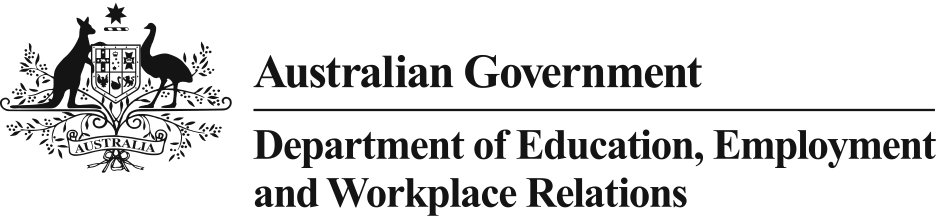 AUSTRALIA
Australian Government
Department of Education, Employment
and Workplace Relations